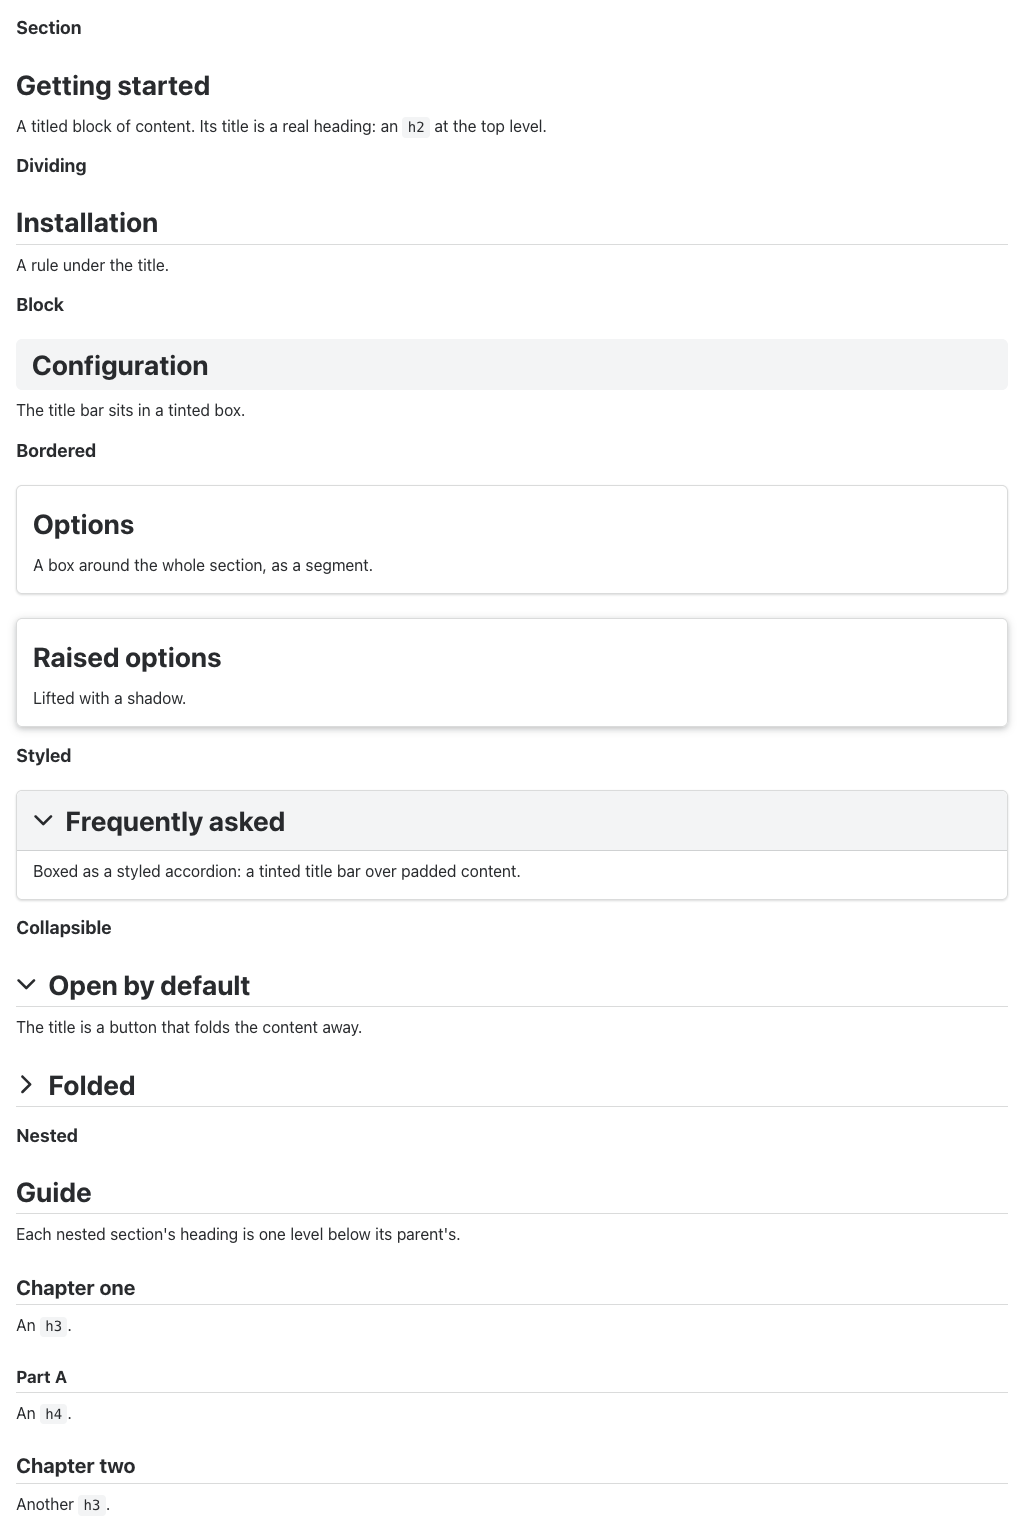 Section
Getting started
A titled block of content. Its title is a real heading: an h2 at the top level.
Dividing
Installation
A rule under the title.
Block
Configuration
The title bar sits in a tinted box.
Bordered
Options
A box around the whole section, as a segment.
Raised options
Lifted with a shadow.
Styled
Frequently asked
Boxed as a styled accordion: a tinted title bar over padded content.
Collapsible
Open by default
The title is a button that folds the content away.
Folded
Nested
Guide
Each nested section's heading is one level below its parent's.
Chapter one
An h3.
Part A
An h4.
Chapter two
Another h3.